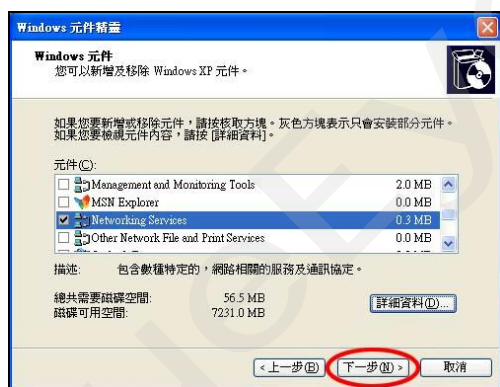 Windows 元件精靈
Windows 元件
您可以新增及移除 Windows XP 元件。
如果您要新增或移除元件，請按核取方塊。灰色方塊表示只會安裝部分元件。
如果您要檢視元件內容，請按 [詳細資料]。
元件(C):
Management and Monitoring Tools 2.0 MB
MSN Explorer 0.0 MB
Networking Services 0.3 MB
Other Network File and Print Services 0.0 MB
描述: 包含數種特定的，網路相關的服務及通訊協定。
總共需要磁碟空間: 56.5 MB
磁碟可用空間: 7231.0 MB
詳細資料(D)...
<上一步(B) 下一步(N)> 取消